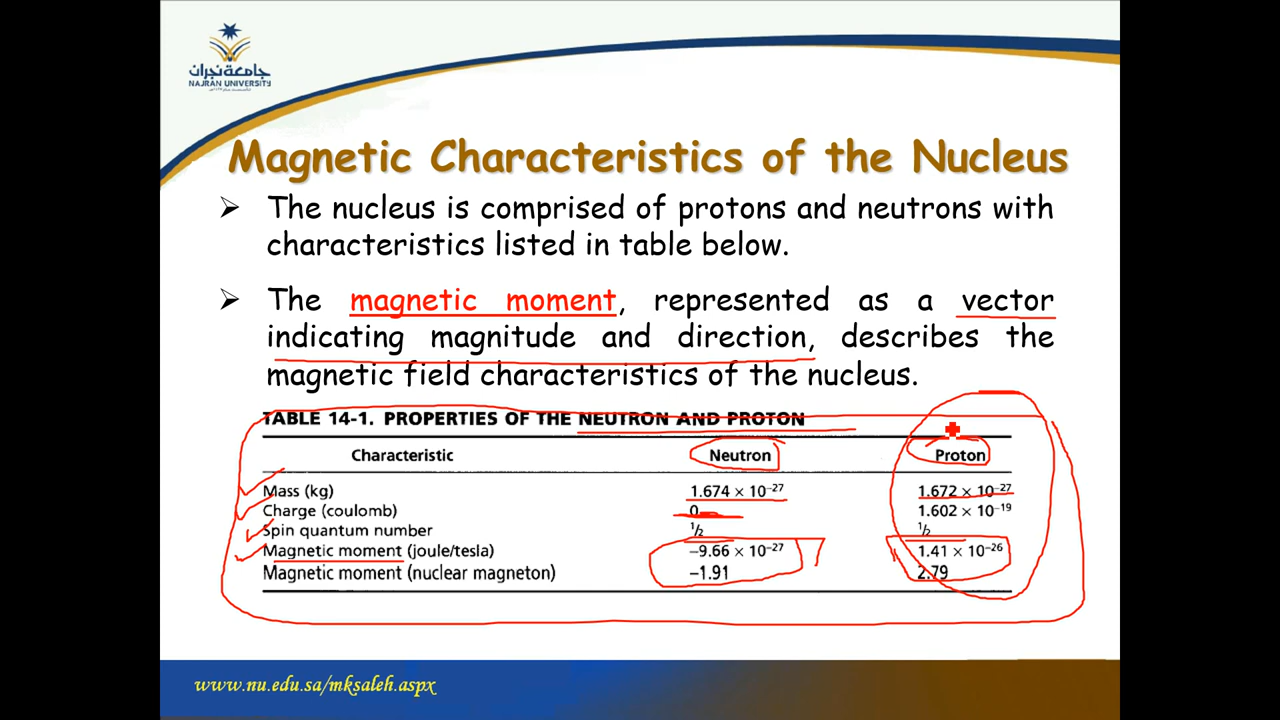 جامعة نجران
NAJRAN UNIVERSITY
Magnetic Characteristics of the Nucleus
The nucleus is comprised of protons and neutrons with
characteristics listed in table below.
The magnetic moment, represented as a vector
indicating magnitude and direction, describes the
magnetic field characteristics of the nucleus.
TABLE 14-1. PROPERTIES OF THE NEUTRON AND PROTON
Characteristic Neutron Proton
Mass (kg) 1.674 × 10⁻²⁷ 1.672 × 10⁻²⁷
Charge (coulomb) 0 1.602 × 10⁻¹⁹
Spin quantum number ½ ½
Magnetic moment (joule/tesla) −9.66 × 10⁻²⁷ 1.41 × 10⁻²⁶
Magnetic moment (nuclear magneton) −1.91 2.79
www.nu.edu.sa/mksaleh.aspx